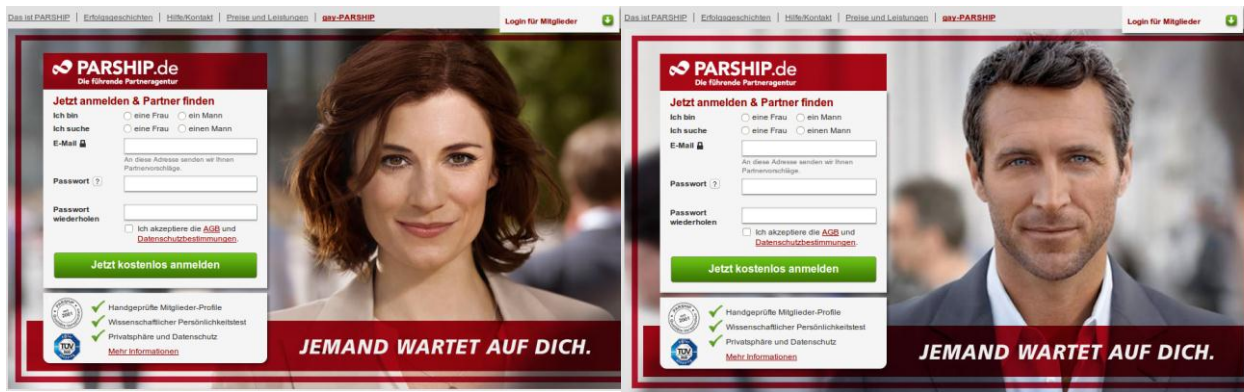 Das ist PARSHIP | Erfolgsgeschichten | Hilfe/Kontakt | Preise und Leistungen | gay-PARSHIP
Login für Mitglieder
PARSHIP.de
Die führende Partneragentur
Jetzt anmelden & Partner finden
Ich bin eine Frau ein Mann
Ich suche eine Frau einen Mann
E-Mail
An diese Adresse senden wir Ihnen
Partnervorschläge.
Passwort ?
Passwort
wiederholen
Ich akzeptiere die AGB und
Datenschutzbestimmungen.
Jetzt kostenlos anmelden
PARSHIP
2001
Handgeprüfte Mitglieder-Profile
Wissenschaftlicher Persönlichkeitstest
TÜV
Privatsphäre und Datenschutz
Mehr Informationen
JEMAND WARTET AUF DICH.
Das ist PARSHIP | Erfolgsgeschichten | Hilfe/Kontakt | Preise und Leistungen | gay-PARSHIP
Login für Mitglieder
PARSHIP.de
Die führende Partneragentur
Jetzt anmelden & Partner finden
Ich bin eine Frau ein Mann
Ich suche eine Frau einen Mann
E-Mail
An diese Adresse senden wir Ihnen
Partnervorschläge.
Passwort ?
Passwort
wiederholen
Ich akzeptiere die AGB und
Datenschutzbestimmungen.
Jetzt kostenlos anmelden
PARSHIP
2001
Handgeprüfte Mitglieder-Profile
Wissenschaftlicher Persönlichkeitstest
TÜV
Privatsphäre und Datenschutz
Mehr Informationen
JEMAND WARTET AUF DICH.